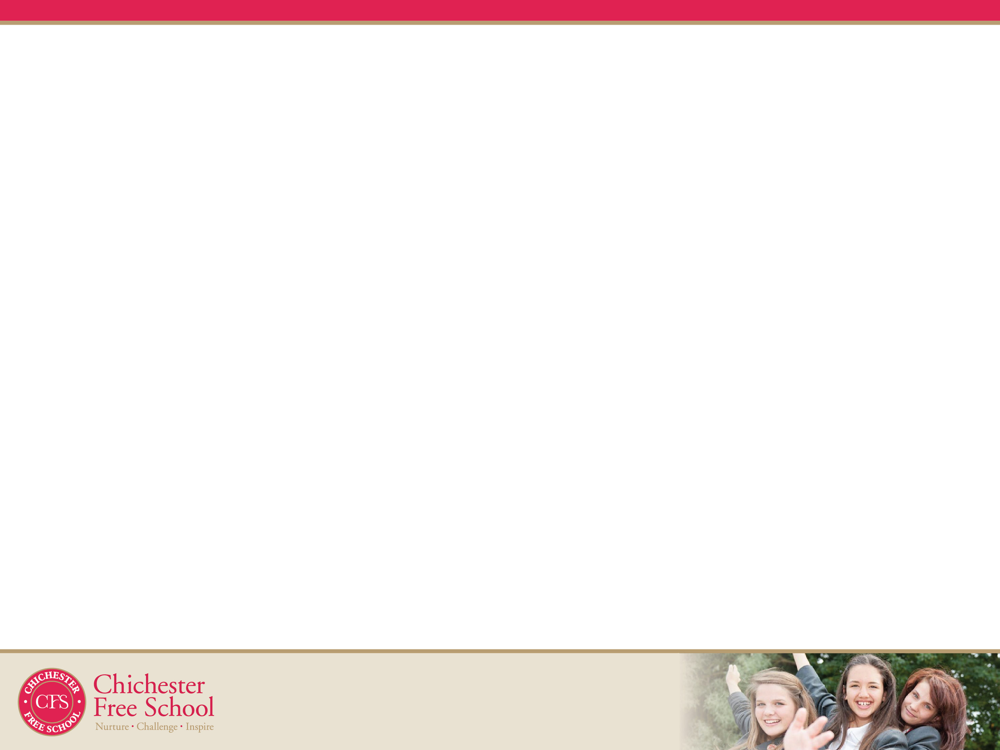 CHICHESTER
CFS
FREE SCHOOL
Chichester
Free School
Nurture • Challenge • Inspire